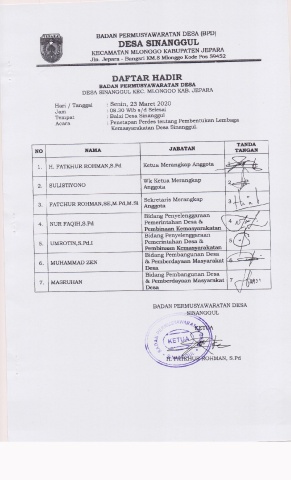 BADAN PERMUSYAWARATAN DESA (BPD)
DESA SINANGGUL
KECAMATAN MLONGGO KABUPATEN JEPARA
Jln. Jepara - Bangsri KM.8 Mlonggo Kode Pos 59452
DAFTAR HADIR
BADAN PERMUSYAWARATAN DESA
DESA SINANGGUL KEC. MLONGGO KAB. JEPARA
Hari / Tanggal : Senin, 23 Maret 2020
Jam : 08.30 Wib s/d Selesai
Tempat : Balai Desa Sinanggul
Acara : Penetapan Perdes tentang Pembentukan Lembaga
Kemasyarakatan Desa Sinanggul.
NO NAMA JABATAN TANDA TANGAN
1. H. PATKHUR ROHMAN, S.Pd Ketua Merangkap Anggota 1
2. SULISTIYONO Wk Ketua Merangkap
Anggota 2
3. FATCHUR ROHMAN,SE,M.Pd,M.Si Sekretaris Merangkap
Anggota 3
4. NUR FAQIH,S.Pd Bidang Penyelenggaraan
Pemerintahan Desa &
Pembinaan Kemasyarakatan 4
5. UMROTIN,S.Pd.I Bidang Penyelenggaraan
Pemerintahan Desa &
Pembinaan Kemasyarakatan 5
6. MUHAMMAD ZEN Bidang Pembangunan Desa
& Pemberdayaan Masyarakat
Desa 6
7. MASRUHAN Bidang Pembangunan Desa
& Pemberdayaan Masyarakat
Desa 7
BADAN PERMUSYAWARATAN DESA
SINANGGUL
KETUA
KETUA
H. PATKHUR ROHMAN, S.Pd